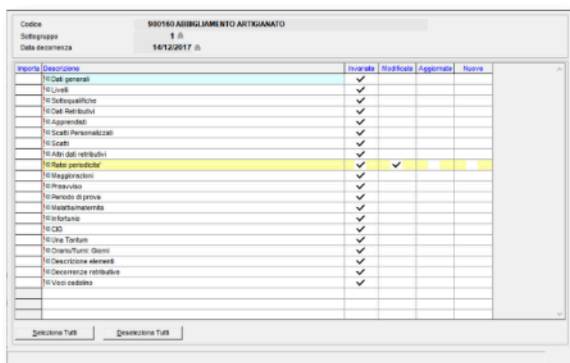 Codice 900160 ABBIGLIAMENTO ARTIGIANATO
Sottogruppo 1
Data decorrenza 14/12/2017
Importa Descrizione Invariate Modificate Aggiornate Nuove
Dati generali
Livelli
Sottoqualifiche
Dati Retributivi
Apprendisti
Scatti Personalizzati
Scatti
Altri dati retributivi
Ratei periodicita'
Maggiorazioni
Preavviso
Periodo di prova
Malattia/maternita
Infortunio
CIG
Una Tantum
Orario/Turni: Giorni
Descrizione elementi
Decorrenze retributive
Voci cedolino
Seleziona Tutti Deseleziona Tutti